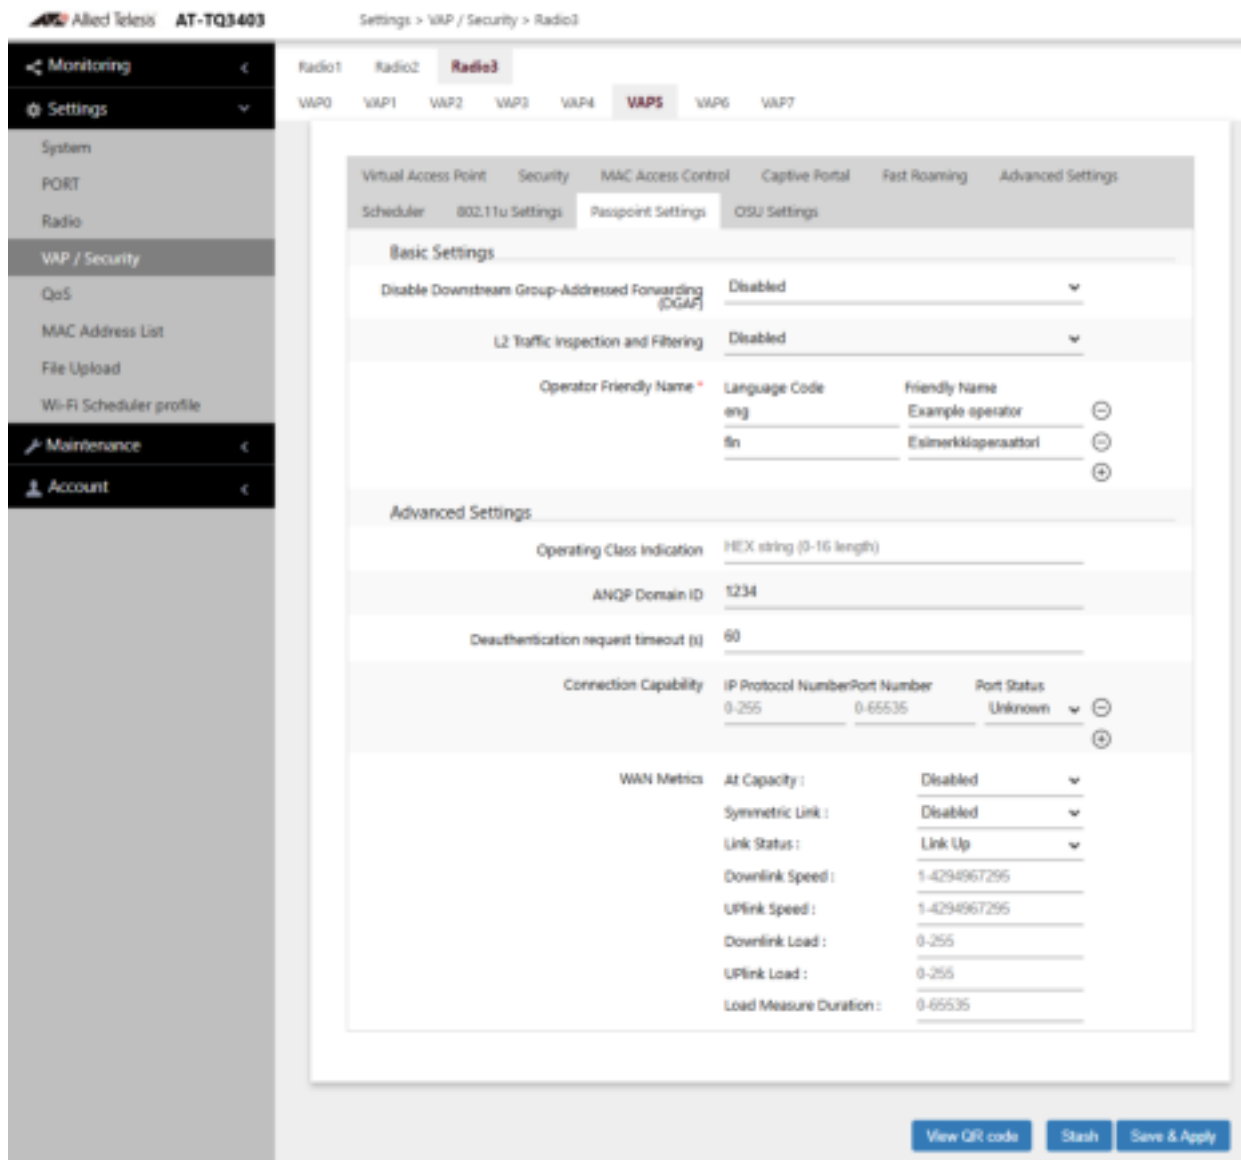 Allied Telesis AT-TQ3403 Settings > VAP / Security > Radio3
Monitoring
Settings
System
PORT
Radio
VAP / Security
QoS
MAC Address List
File Upload
Wi-Fi Scheduler profile
Maintenance
Account
Radio1 Radio2 Radio3
VAP0 VAP1 VAP2 VAP3 VAP4 VAP5 VAP6 VAP7
Virtual Access Point Security MAC Access Control Captive Portal Fast Roaming Advanced Settings
Scheduler 802.11u Settings Passpoint Settings OSU Settings
Basic Settings
Disable Downstream Group-Addressed Forwarding (DGAF) Disabled
L2 Traffic Inspection and Filtering Disabled
Operator Friendly Name * Language Code Friendly Name
eng Example operator
fin Esimerkkioperaattori
Advanced Settings
Operating Class Indication HEX string (0-16 length)
ANQP Domain ID 1234
Deauthentication request timeout (s) 60
Connection Capability IP Protocol Number Port Number Port Status
0-255 0-65535 Unknown
WAN Metrics At Capacity : Disabled
Symmetric Link : Disabled
Link Status : Link Up
Downlink Speed : 1-4294967295
UPlink Speed : 1-4294967295
Downlink Load : 0-255
UPlink Load : 0-255
Load Measure Duration : 0-65535
View QR code Stash Save & Apply